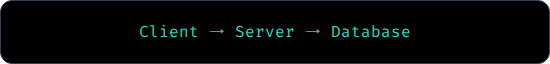 Client → Server → Database